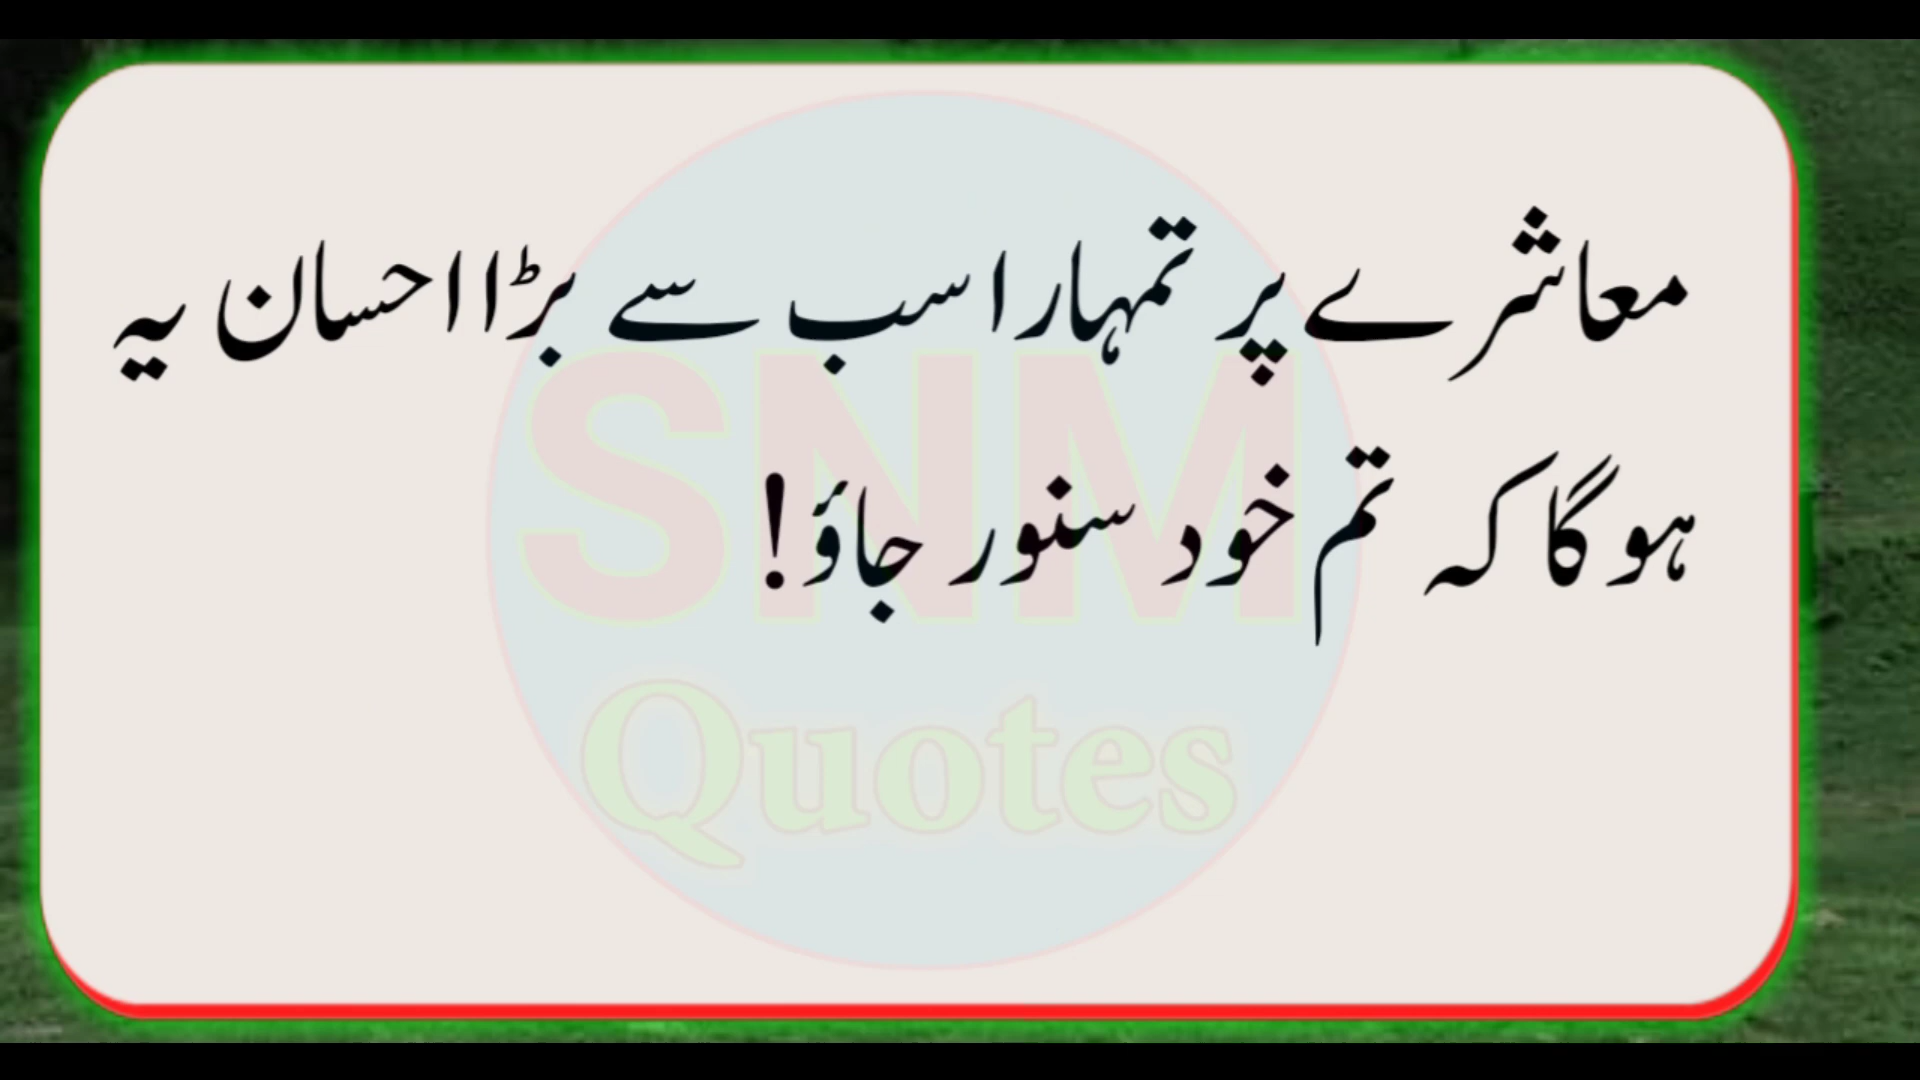 معاشرے پر تمہارا سب سے بڑا احسان یہ
ہو گا کہ تم خود سنور جاؤ!
SNM
Quotes